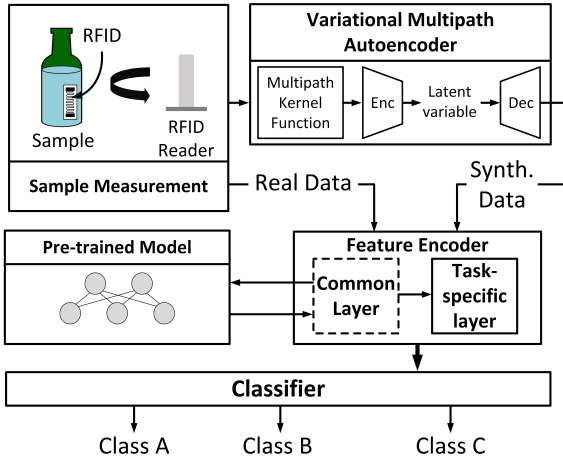 RFID
Sample
RFID
Reader
Sample Measurement
Variational Multipath
Autoencoder
Multipath
Kernel
Function
Enc
Latent
variable
Dec
Real Data
Synth.
Data
Pre-trained Model
Feature Encoder
Common
Layer
Task-
specific
layer
Classifier
Class A
Class B
Class C